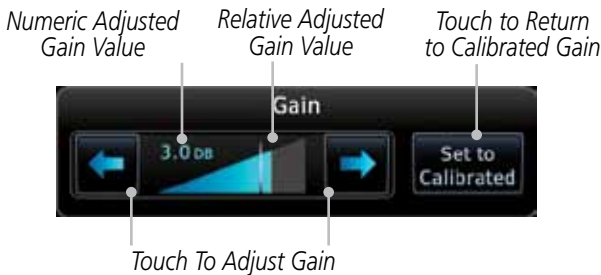 Numeric Adjusted
Gain Value
Relative Adjusted
Gain Value
Touch to Return
to Calibrated Gain
Gain
3.0 DB
Set to
Calibrated
Touch To Adjust Gain